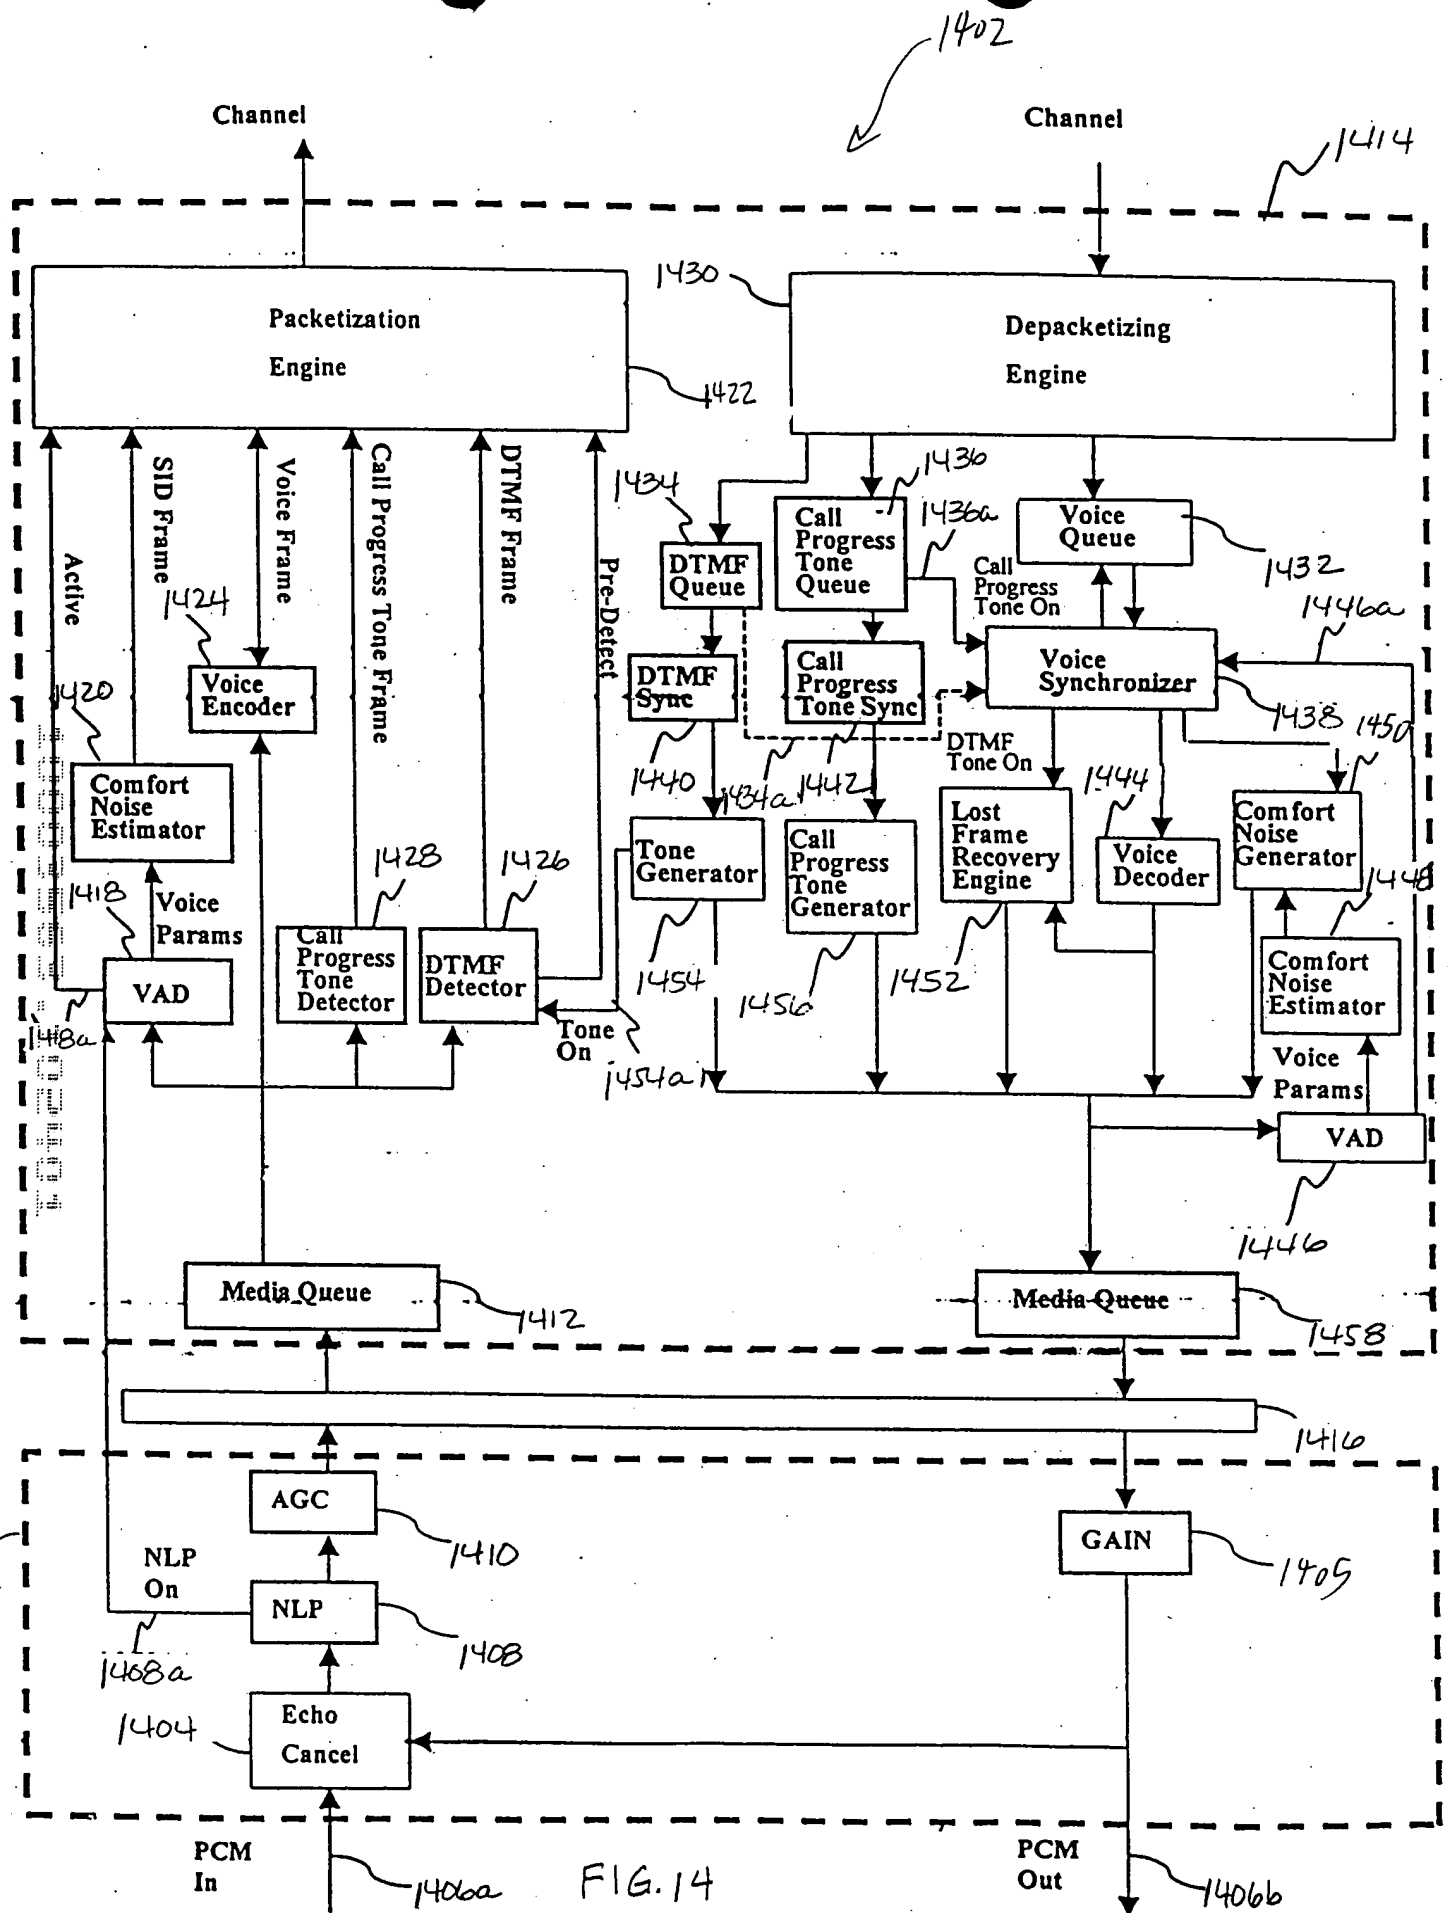 1402
Channel
Channel
1414
1430
Packetization
Engine
Depacketizing
Engine
1422
Active
SID Frame
Voice Frame
Call Progress Tone Frame
DTMF Frame
Pre-Detect
1434
1436
1436a
Call
Progress
Tone
Queue
Voice
Queue
1432
DTMF
Queue
Call
Progress
Tone On
1446a
1424
Voice
Encoder
1420
DTMF
Sync
Call
Progress
Tone Sync
Voice
Synchronizer
1438
1450
1440
1434a
1442
DTMF
Tone On
1444
Comfort
Noise
Estimator
1428
1426
Tone
Generator
Call
Progress
Tone
Generator
Lost
Frame
Recovery
Engine
Voice
Decoder
Comfort
Noise
Generator
1448
1418
Voice
Params
Call
Progress
Tone
Detector
DTMF
Detector
1454
1456
1452
Comfort
Noise
Estimator
VAD
1418a
Tone
On
1454a
Voice
Params
VAD
1446
Media Queue
1412
Media Queue
1458
1416
AGC
1410
GAIN
1405
NLP
On
NLP
1408
1408a
1404
Echo
Cancel
PCM
In
1406a
FIG. 14
PCM
Out
1406b